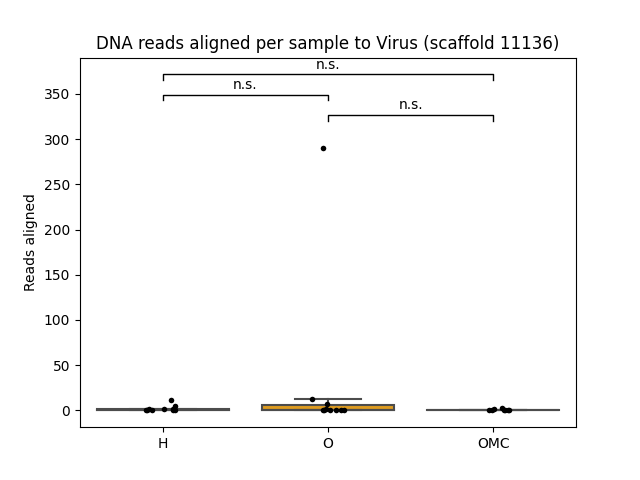 DNA reads aligned per sample to Virus (scaffold 11136)
n.s.
n.s.
n.s.
350
300
250
200
150
100
50
0
Reads aligned
H
O
OMC